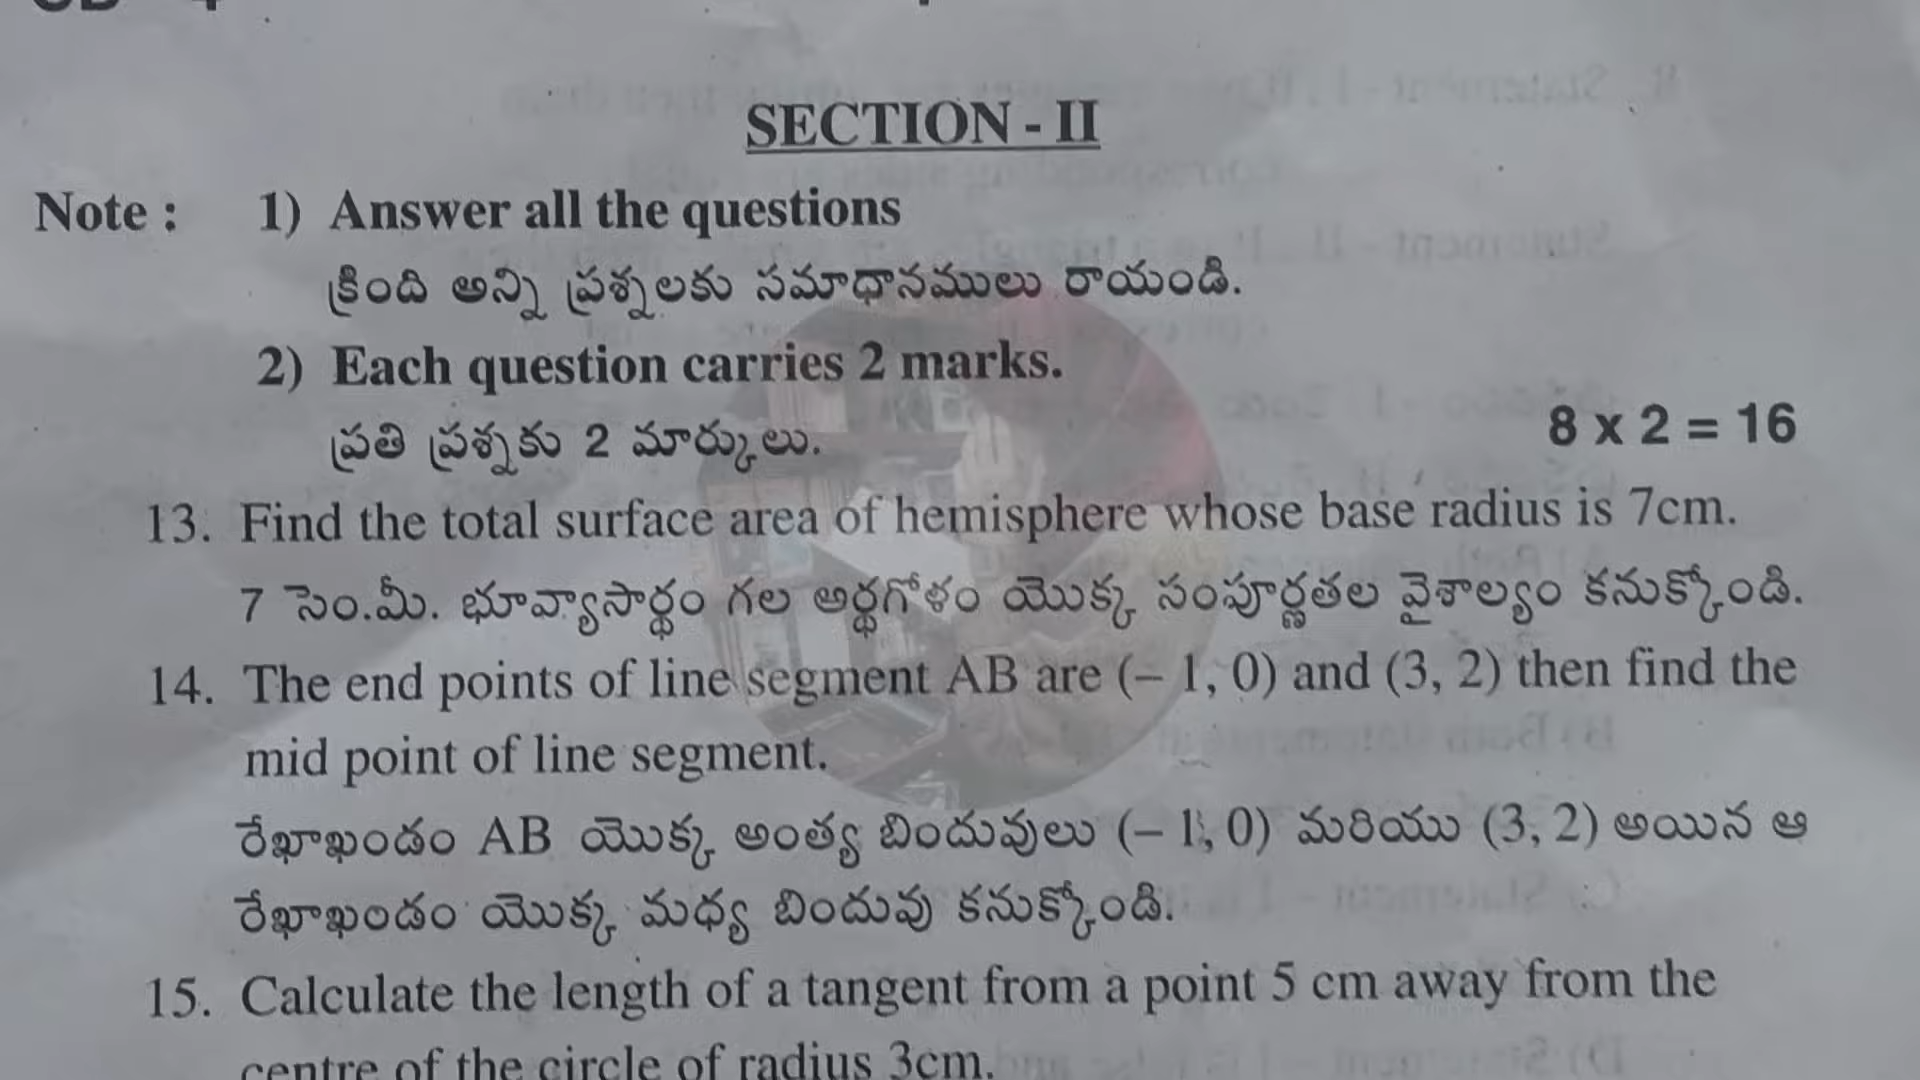 SECTION - II
Note : 1) Answer all the questions
క్రింది అన్ని ప్రశ్నలకు సమాధానములు రాయండి.
2) Each question carries 2 marks.
ప్రతి ప్రశ్నకు 2 మార్కులు.
8 x 2 = 16
13. Find the total surface area of hemisphere whose base radius is 7cm.
7 సెం.మీ. భూవ్యాసార్థం గల అర్థగోళం యొక్క సంపూర్ణతల వైశాల్యం కనుక్కోండి.
14. The end points of line segment AB are (– 1, 0) and (3, 2) then find the
mid point of line segment.
రేఖాఖండం AB యొక్క అంత్య బిందువులు (– 1, 0) మరియు (3, 2) అయిన ఆ
రేఖాఖండం యొక్క మధ్య బిందువు కనుక్కోండి.
15. Calculate the length of a tangent from a point 5 cm away from the
centre of the circle of radius 3cm.